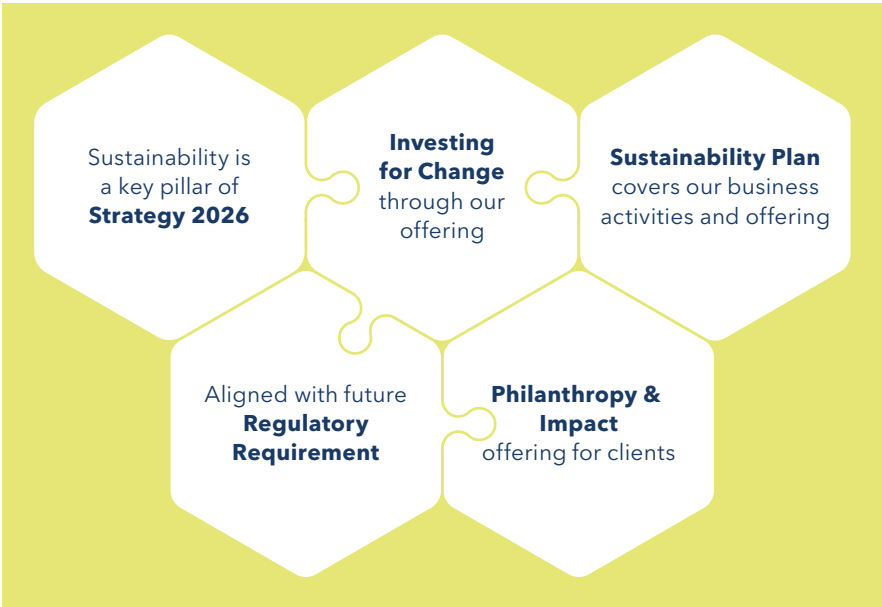 Sustainability is
a key pillar of
Strategy 2026
Investing
for Change
through our
offering
Sustainability Plan
covers our business
activities and offering
Aligned with future
Regulatory
Requirement
Philanthropy &
Impact
offering for clients